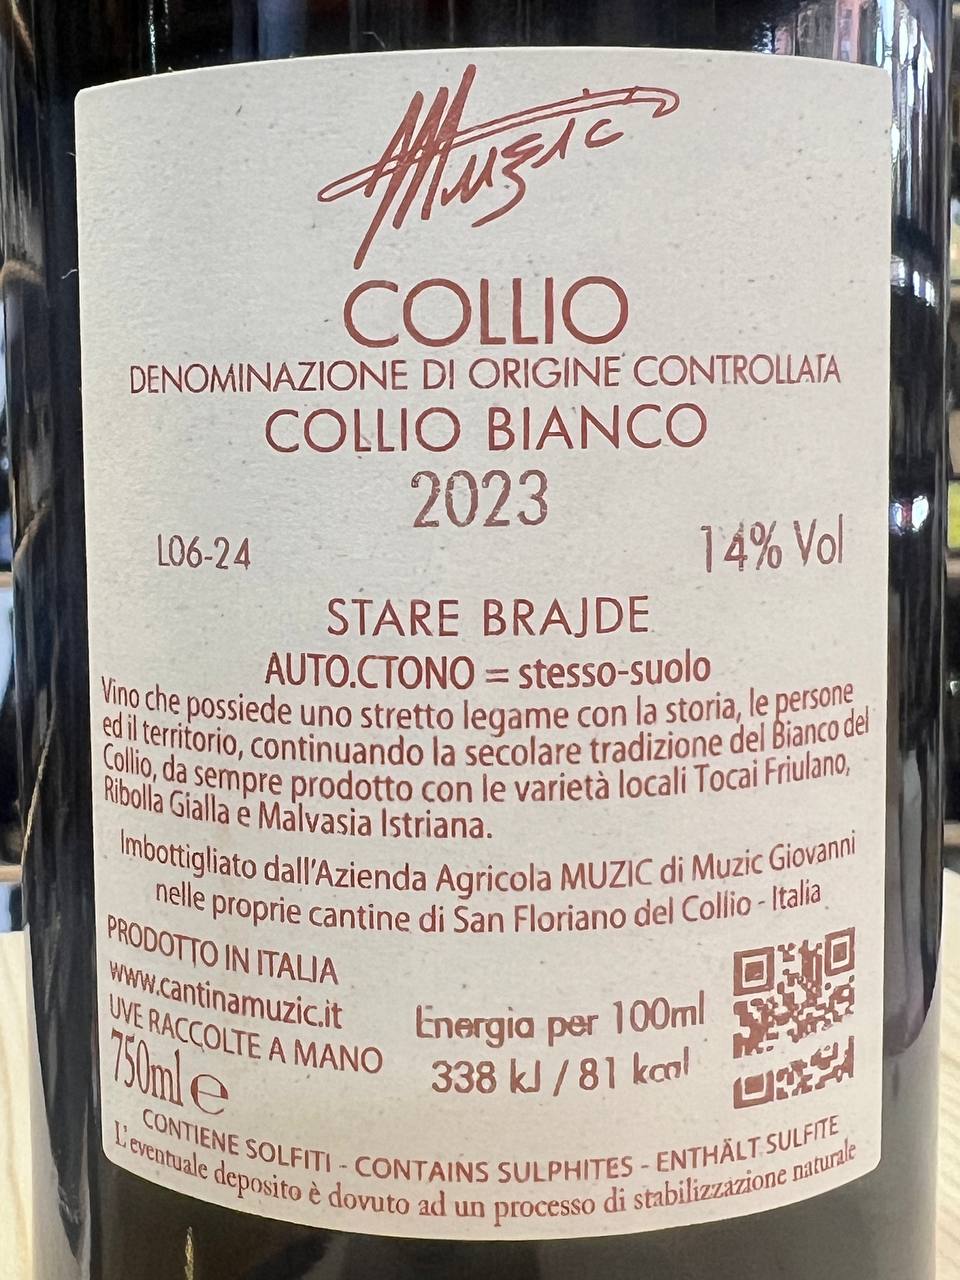 Muzic
COLLIO
DENOMINAZIONE DI ORIGINE CONTROLLATA
COLLIO BIANCO
2023
L06-24
14% Vol
STARE BRAJDE
AUTO.CTONO = stesso-suolo
Vino che possiede uno stretto legame con la storia, le persone
ed il territorio, continuando la secolare tradizione del Bianco del
Collio, da sempre prodotto con le varietà locali Tocai Friulano,
Ribolla Gialla e Malvasia Istriana.
Imbottigliato dall'Azienda Agricola MUZIC di Muzic Giovanni
nelle proprie cantine di San Floriano del Collio - Italia
PRODOTTO IN ITALIA
www.cantinamuzic.it
UVE RACCOLTE A MANO
750ml e
Energia per 100ml
338 kJ / 81 kcal
CONTIENE SOLFITI - CONTAINS SULPHITES - ENTHÄLT SULFITE
L'eventuale deposito è dovuto ad un processo di stabilizzazione naturale